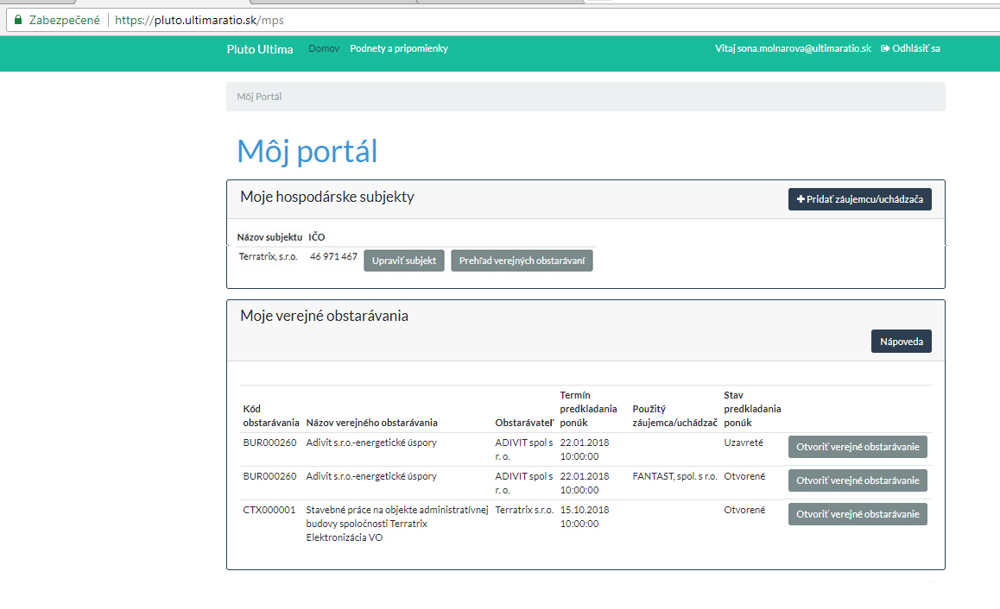 Zabezpečené https://pluto.ultimaratio.sk/mps
Pluto Ultima Domov Podnety a pripomienky Vitaj sona.molnarova@ultimaratio.sk Odhlásiť sa
Môj Portál
Môj portál
Moje hospodárske subjekty
Pridať záujemcu/uchádzača
Názov subjektu IČO
Terratrix, s.r.o. 46 971 467 Upraviť subjekt Prehľad verejných obstarávaní
Moje verejné obstarávania
Nápoveda
Kód obstarávania Názov verejného obstarávania Obstarávateľ Termín predkladania ponúk Použitý záujemca/uchádzač Stav predkladania ponúk
BUR000260 Adivit s.r.o.-energetické úspory ADIVIT spol s r. o. 22.01.2018 10:00:00 Uzavreté Otvoriť verejné obstarávanie
BUR000260 Adivit s.r.o.-energetické úspory ADIVIT spol s r. o. 22.01.2018 10:00:00 FANTAST, spol. s r.o. Otvorené Otvoriť verejné obstarávanie
CTX000001 Stavebné práce na objekte administratívnej budovy spoločnosti Terratrix Elektronizácia VO Terratrix s.r.o. 15.10.2018 10:00:00 Otvorené Otvoriť verejné obstarávanie